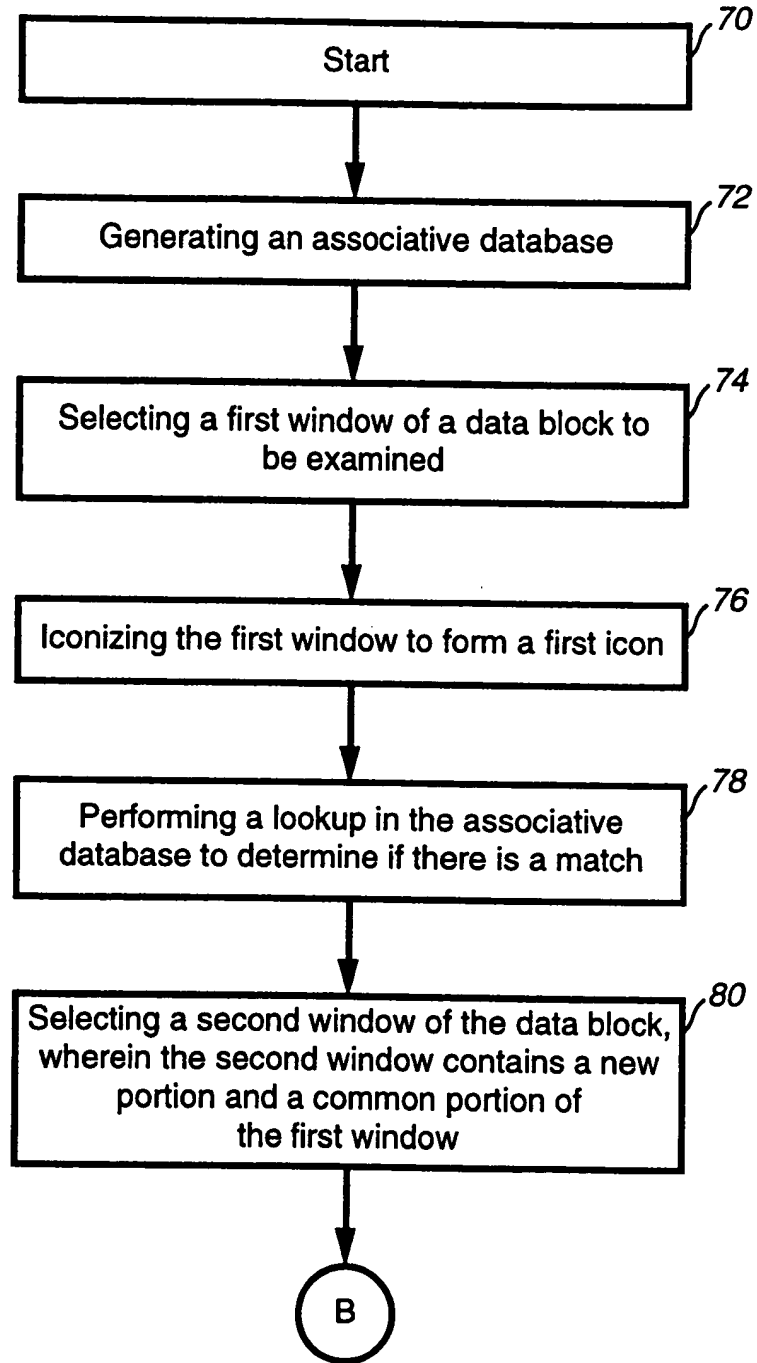 70
Start
72
Generating an associative database
74
Selecting a first window of a data block to
be examined
76
Iconizing the first window to form a first icon
78
Performing a lookup in the associative
database to determine if there is a match
80
Selecting a second window of the data block,
wherein the second window contains a new
portion and a common portion of
the first window
B